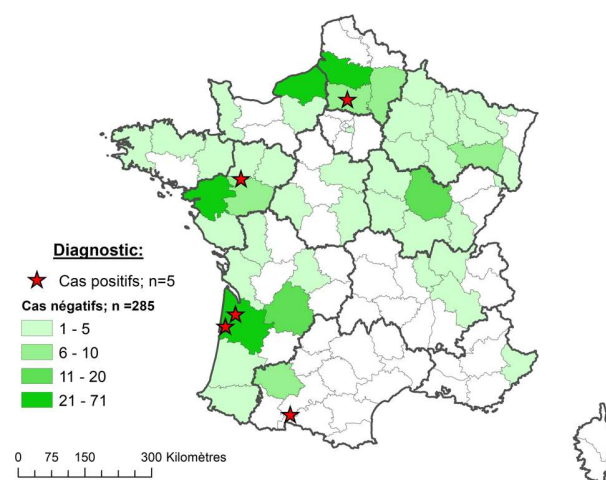 Diagnostic:
Cas positifs; n=5
Cas négatifs; n =285
1 - 5
6 - 10
11 - 20
21 - 71
0 75 150 300 Kilomètres